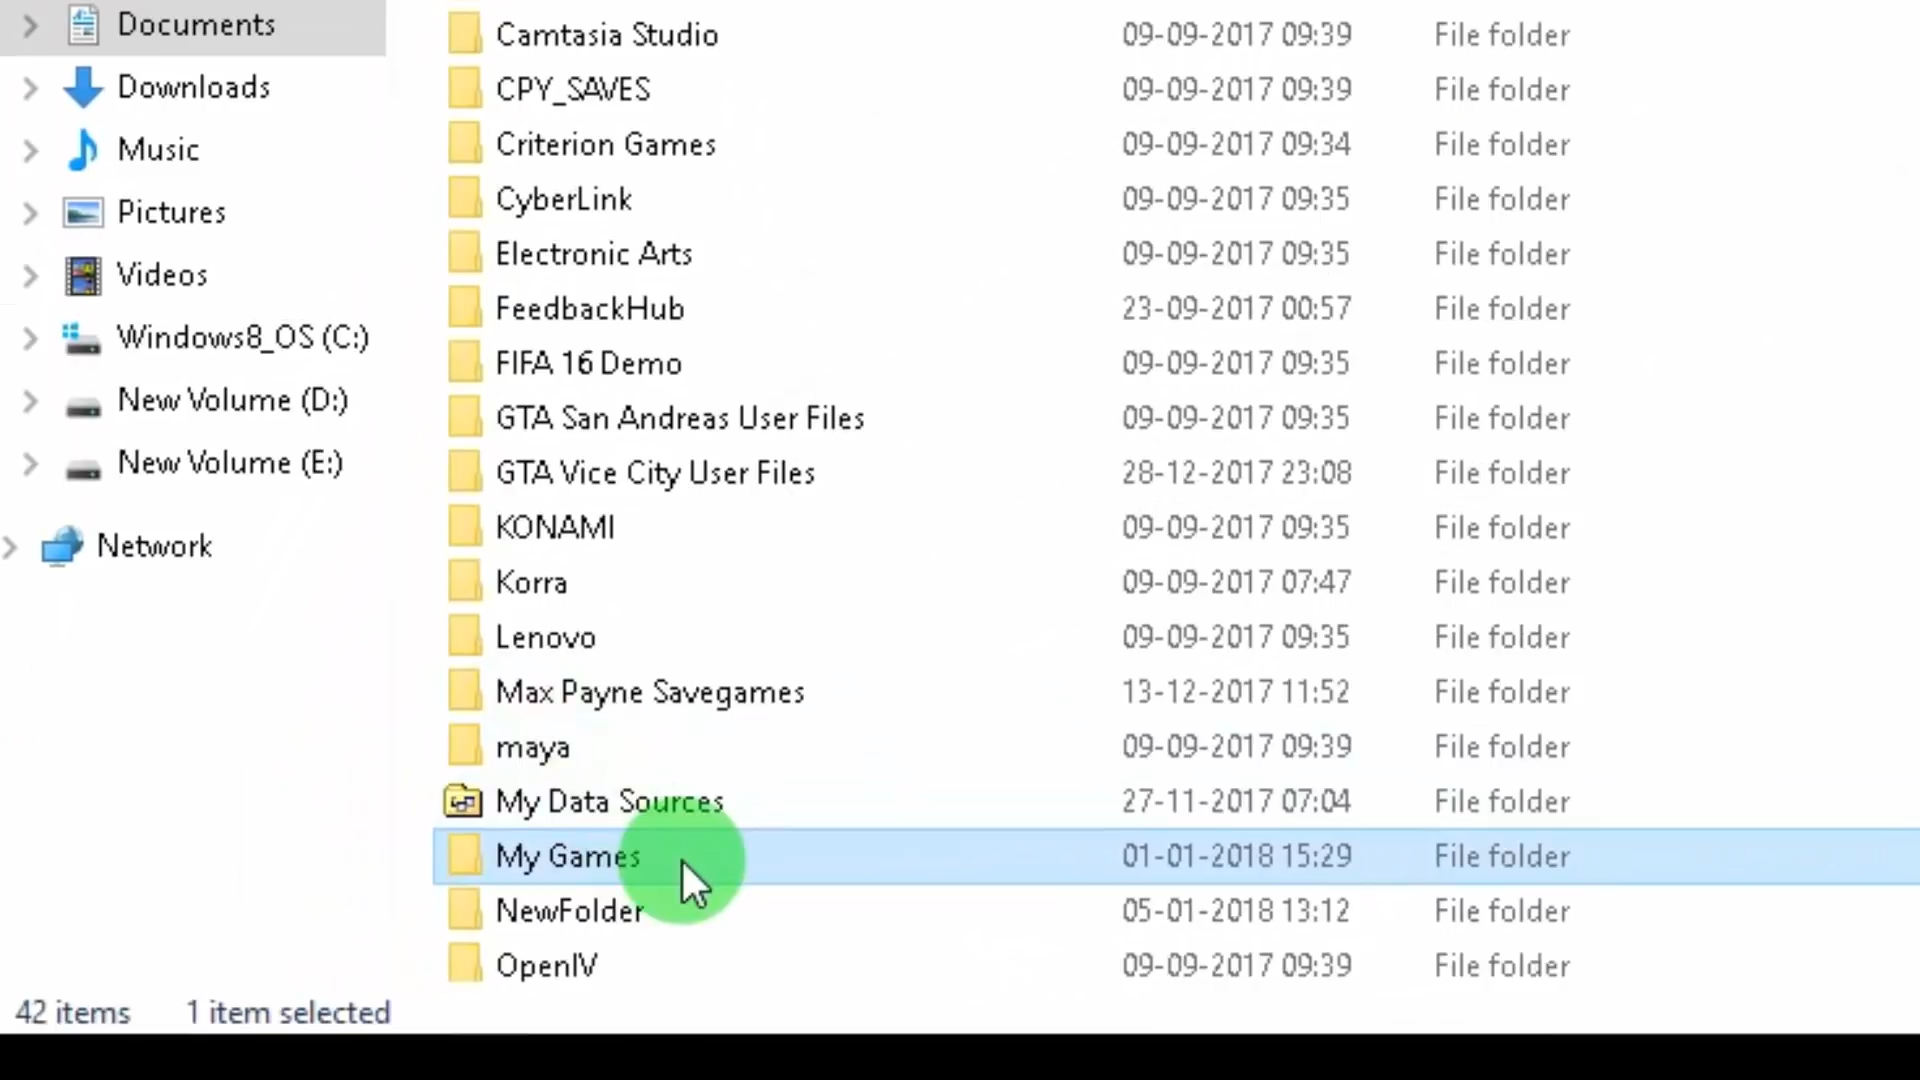 Documents
Downloads
Music
Pictures
Videos
Windows8_OS (C:)
New Volume (D:)
New Volume (E:)
Network
Camtasia Studio 09-09-2017 09:39 File folder
CPY_SAVES 09-09-2017 09:39 File folder
Criterion Games 09-09-2017 09:34 File folder
CyberLink 09-09-2017 09:35 File folder
Electronic Arts 09-09-2017 09:35 File folder
FeedbackHub 23-09-2017 00:57 File folder
FIFA 16 Demo 09-09-2017 09:35 File folder
GTA San Andreas User Files 09-09-2017 09:35 File folder
GTA Vice City User Files 28-12-2017 23:08 File folder
KONAMI 09-09-2017 09:35 File folder
Korra 09-09-2017 07:47 File folder
Lenovo 09-09-2017 09:35 File folder
Max Payne Savegames 13-12-2017 11:52 File folder
maya 09-09-2017 09:39 File folder
My Data Sources 27-11-2017 07:04 File folder
My Games 01-01-2018 15:29 File folder
NewFolder 05-01-2018 13:12 File folder
OpenIV 09-09-2017 09:39 File folder
42 items 1 item selected